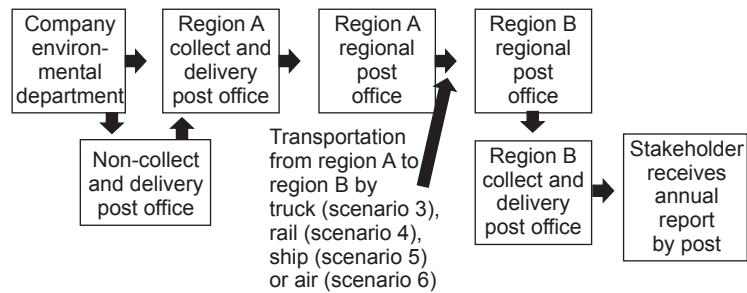 Company
environ-
mental
department
Region A
collect and
delivery
post office
Region A
regional
post
office
Region B
regional
post
office
Non-collect
and delivery
post office
Transportation
from region A to
region B by
truck (scenario 3),
rail (scenario 4),
ship (scenario 5)
or air (scenario 6)
Region B
collect and
delivery
post office
Stakeholder
receives
annual
report
by post